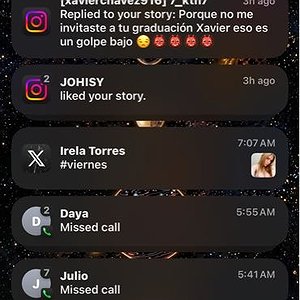 [xavierchavez916] 7_kth7
3h ago
Replied to your story: Porque no me
invitaste a tu graduación Xavier eso es
un golpe bajo 😒👹👹👹👹
2
JOHISY
3h ago
liked your story.
Irela Torres
7:07 AM
#viernes
2
D
Daya
5:55 AM
Missed call
7
J
Julio
5:41 AM
Missed call